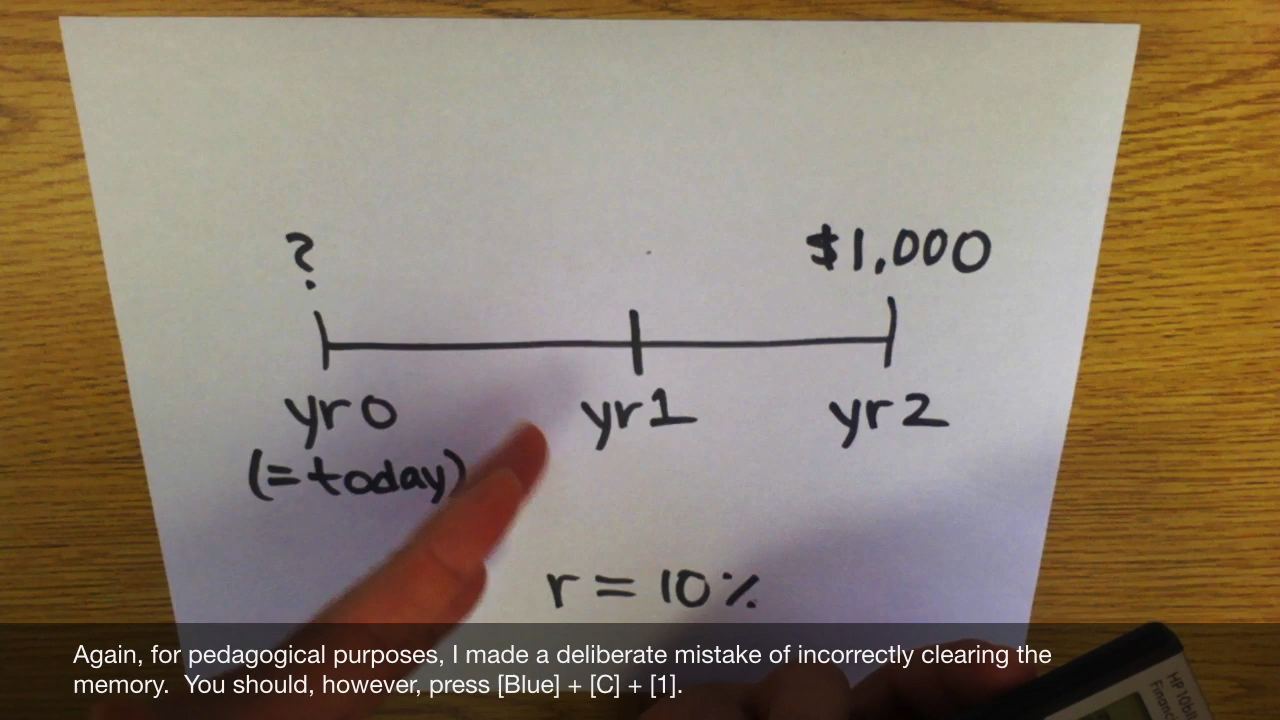 ?
$1,000
yr0
yr1
yr2
(=today)
r = 10%
Again, for pedagogical purposes, I made a deliberate mistake of incorrectly clearing the
memory. You should, however, press [Blue] + [C] + [1].